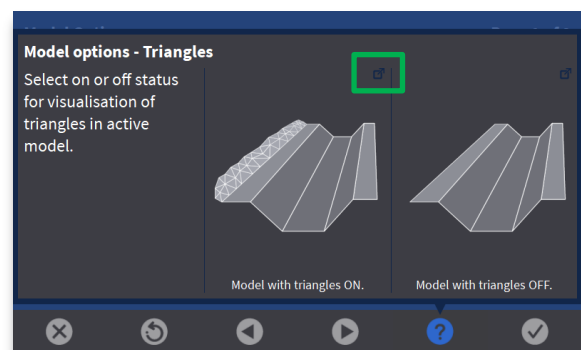 Model options - Triangles
Select on or off status
for visualisation of
triangles in active
model.
Model with triangles ON.
Model with triangles OFF.
?